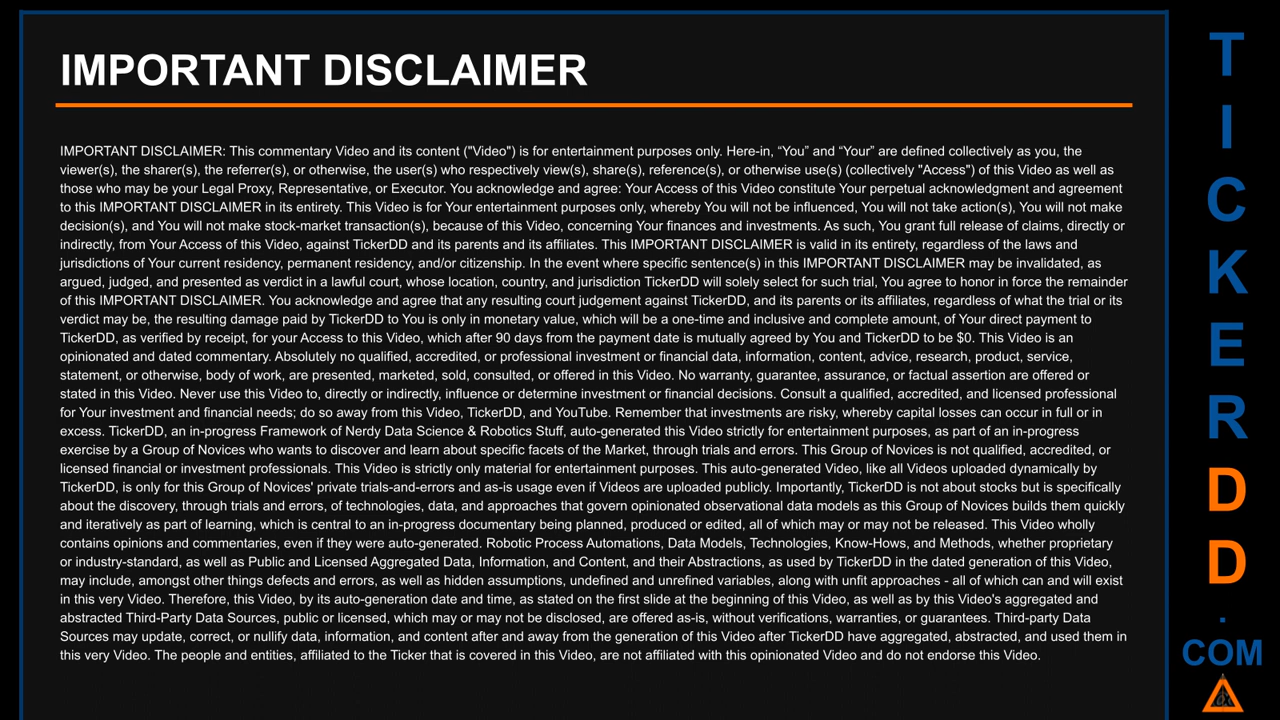 IMPORTANT DISCLAIMER
IMPORTANT DISCLAIMER: This commentary Video and its content ("Video") is for entertainment purposes only. Here-in, “You” and “Your” are defined collectively as you, the
viewer(s), the sharer(s), the referrer(s), or otherwise, the user(s) who respectively view(s), share(s), reference(s), or otherwise use(s) (collectively "Access") of this Video as well as
those who may be your Legal Proxy, Representative, or Executor. You acknowledge and agree: Your Access of this Video constitute Your perpetual acknowledgment and agreement
to this IMPORTANT DISCLAIMER in its entirety. This Video is for Your entertainment purposes only, whereby You will not be influenced, You will not take action(s), You will not make
decision(s), and You will not make stock-market transaction(s), because of this Video, concerning Your finances and investments. As such, You grant full release of claims, directly or
indirectly, from Your Access of this Video, against TickerDD and its parents and its affiliates. This IMPORTANT DISCLAIMER is valid in its entirety, regardless of the laws and
jurisdictions of Your current residency, permanent residency, and/or citizenship. In the event where specific sentence(s) in this IMPORTANT DISCLAIMER may be invalidated, as
argued, judged, and presented as verdict in a lawful court, whose location, country, and jurisdiction TickerDD will solely select for such trial, You agree to honor in force the remainder
of this IMPORTANT DISCLAIMER. You acknowledge and agree that any resulting court judgement against TickerDD, and its parents or its affiliates, regardless of what the trial or its
verdict may be, the resulting damage paid by TickerDD to You is only in monetary value, which will be a one-time and inclusive and complete amount, of Your direct payment to
TickerDD, as verified by receipt, for your Access to this Video, which after 90 days from the payment date is mutually agreed by You and TickerDD to be $0. This Video is an
opinionated and dated commentary. Absolutely no qualified, accredited, or professional investment or financial data, information, content, advice, research, product, service,
statement, or otherwise, body of work, are presented, marketed, sold, consulted, or offered in this Video. No warranty, guarantee, assurance, or factual assertion are offered or
stated in this Video. Never use this Video to, directly or indirectly, influence or determine investment or financial decisions. Consult a qualified, accredited, and licensed professional
for Your investment and financial needs; do so away from this Video, TickerDD, and YouTube. Remember that investments are risky, whereby capital losses can occur in full or in
excess. TickerDD, an in-progress Framework of Nerdy Data Science & Robotics Stuff, auto-generated this Video strictly for entertainment purposes, as part of an in-progress
exercise by a Group of Novices who wants to discover and learn about specific facets of the Market, through trials and errors. This Group of Novices is not qualified, accredited, or
licensed financial or investment professionals. This Video is strictly only material for entertainment purposes. This auto-generated Video, like all Videos uploaded dynamically by
TickerDD, is only for this Group of Novices' private trials-and-errors and as-is usage even if Videos are uploaded publicly. Importantly, TickerDD is not about stocks but is specifically
about the discovery, through trials and errors, of technologies, data, and approaches that govern opinionated observational data models as this Group of Novices builds them quickly
and iteratively as part of learning, which is central to an in-progress documentary being planned, produced or edited, all of which may or may not be released. This Video wholly
contains opinions and commentaries, even if they were auto-generated. Robotic Process Automations, Data Models, Technologies, Know-Hows, and Methods, whether proprietary
or industry-standard, as well as Public and Licensed Aggregated Data, Information, and Content, and their Abstractions, as used by TickerDD in the dated generation of this Video,
may include, amongst other things defects and errors, as well as hidden assumptions, undefined and unrefined variables, along with unfit approaches - all of which can and will exist
in this very Video. Therefore, this Video, by its auto-generation date and time, as stated on the first slide at the beginning of this Video, as well as by this Video's aggregated and
abstracted Third-Party Data Sources, public or licensed, which may or may not be disclosed, are offered as-is, without verifications, warranties, or guarantees. Third-party Data
Sources may update, correct, or nullify data, information, and content after and away from the generation of this Video after TickerDD have aggregated, abstracted, and used them in
this very Video. The people and entities, affiliated to the Ticker that is covered in this Video, are not affiliated with this opinionated Video and do not endorse this Video.
T
I
C
K
E
R
D
D
.
COM